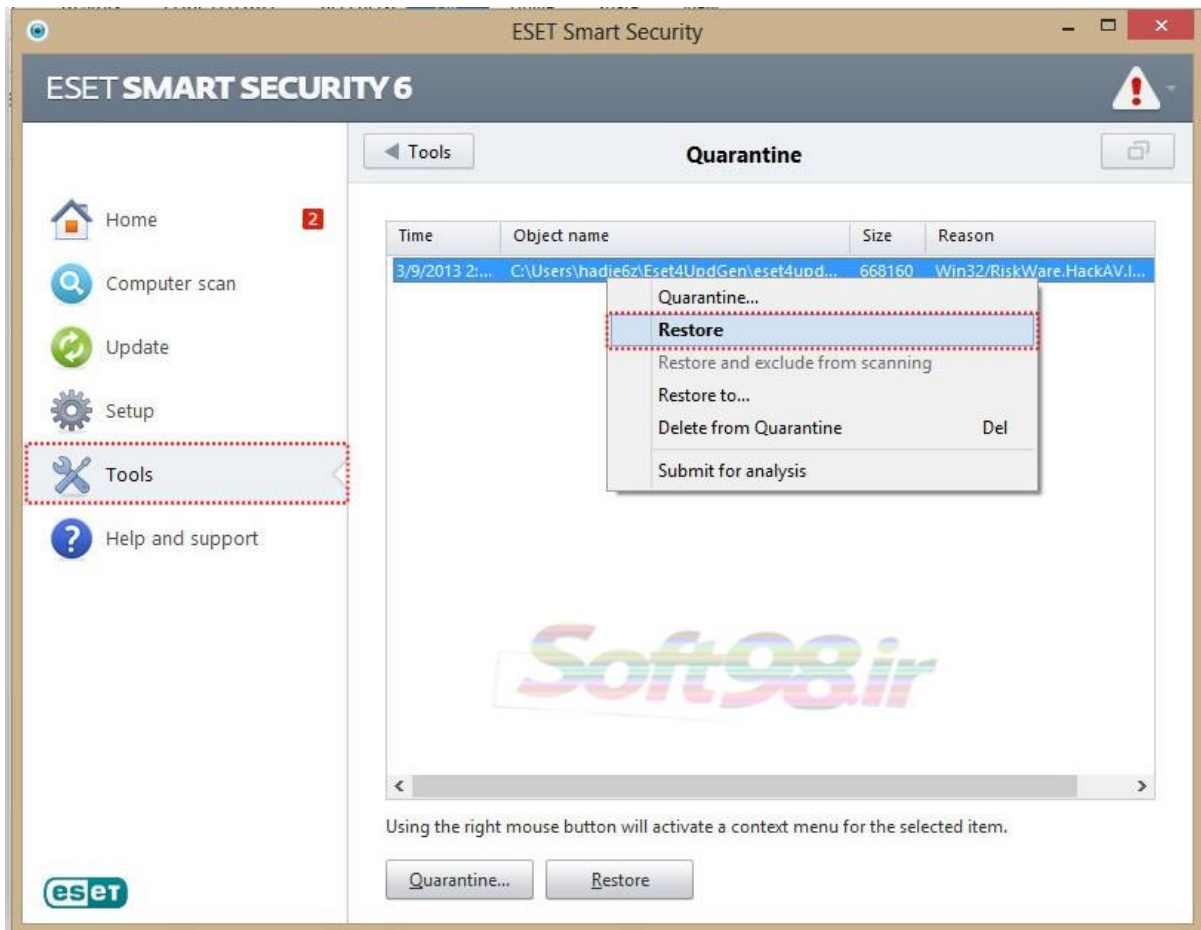 ESET Smart Security
ESET SMART SECURITY 6
Tools
Quarantine
Home 2
Computer scan
Update
Setup
Tools
Help and support
Time Object name Size Reason
3/9/2013 2:... C:\Users\hadie6z\Eset4UpdGen\eset4upd... 668160 Win32/RiskWare.HackAV.I...
Quarantine...
Restore
Restore and exclude from scanning
Restore to...
Delete from Quarantine Del
Submit for analysis
Soft98.ir
Using the right mouse button will activate a context menu for the selected item.
Quarantine... Restore
eset